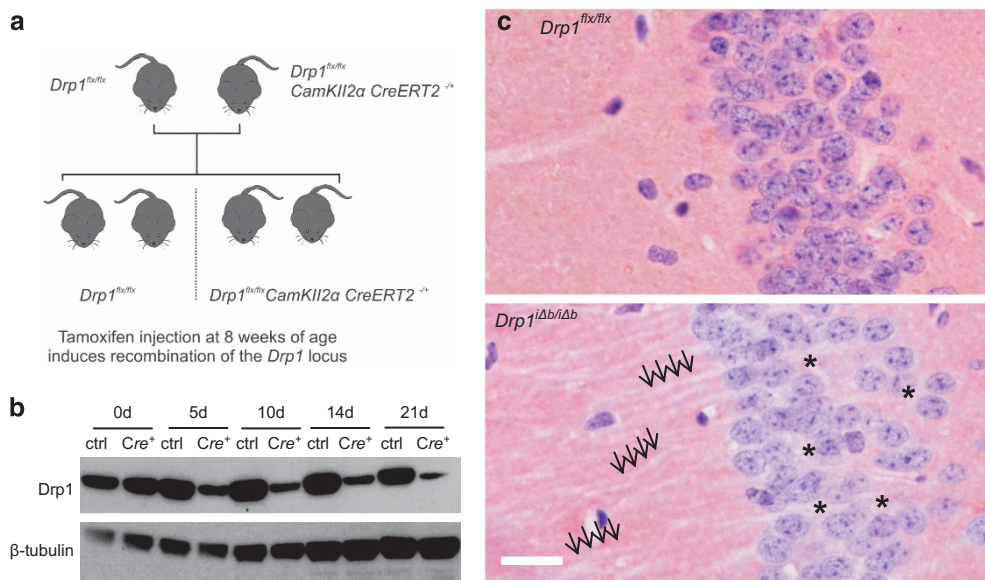 a
Drp1flx/flx
Drp1flx/flx
CamKII2α CreERT2 -/+
Drp1flx/flx
Drp1flx/flxCamKII2α CreERT2 -/+
Tamoxifen injection at 8 weeks of age
induces recombination of the Drp1 locus
b
0d 5d 10d 14d 21d
ctrl Cre+ ctrl Cre+ ctrl Cre+ ctrl Cre+ ctrl Cre+
Drp1
β-tubulin
c
Drp1flx/flx
Drp1iΔb/iΔb
*
*
*
*
*